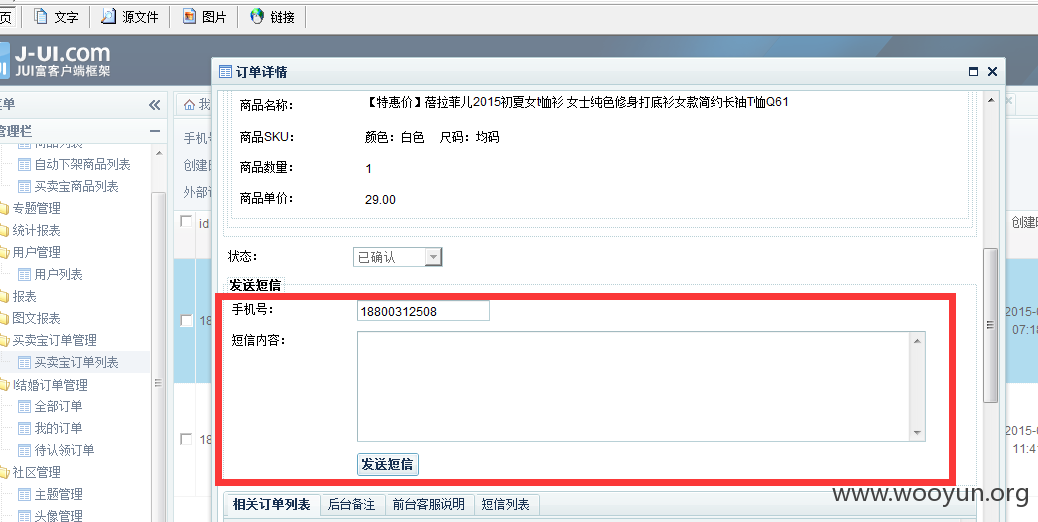 页 文字 源文件 图片 链接
J-UI.com
JUI富客户端框架
订单详情
管理栏
自动下架商品列表
买卖宝商品列表
专题管理
统计报表
用户管理
用户列表
报表
图文报表
买卖宝订单管理
买卖宝订单列表
结婚订单管理
全部订单
我的订单
待认领订单
社区管理
主题管理
头像管理
我
手机号
创建
外部
id
18
18
商品名称： 【特惠价】蓓拉菲儿2015初夏女t恤衫 女士纯色修身打底衫女款简约长袖T恤Q61
商品SKU： 颜色：白色 尺码：均码
商品数量： 1
商品单价： 29.00
状态： 已确认
发送短信
手机号： 18800312508
短信内容：
发送短信
相关订单列表 后台备注 前台客服说明 短信列表
创建
2015-
07:18
2015-
11:4
www.wooyun.org